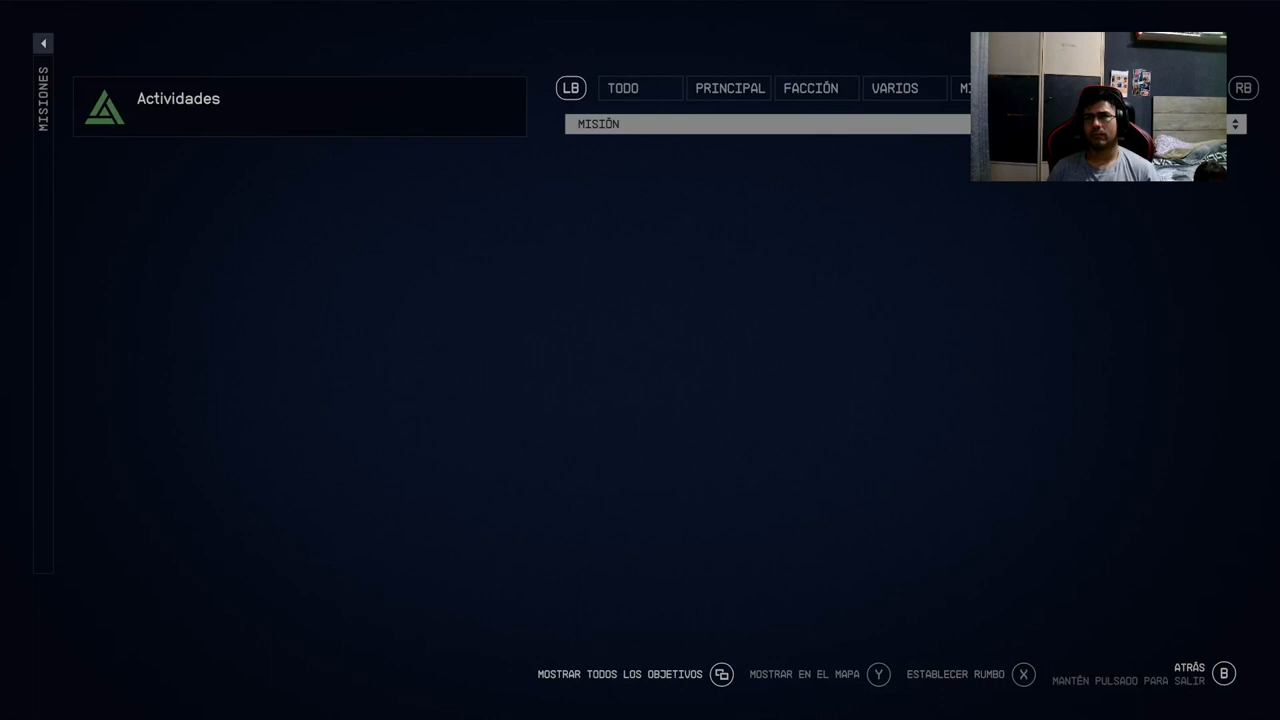 MISIONES
Actividades
LB TODO PRINCIPAL FACCIÓN VARIOS RB
MISIÓN
MOSTRAR TODOS LOS OBJETIVOS MOSTRAR EN EL MAPA Y ESTABLECER RUMBO X ATRÁS B
MANTÉN PULSADO PARA SALIR